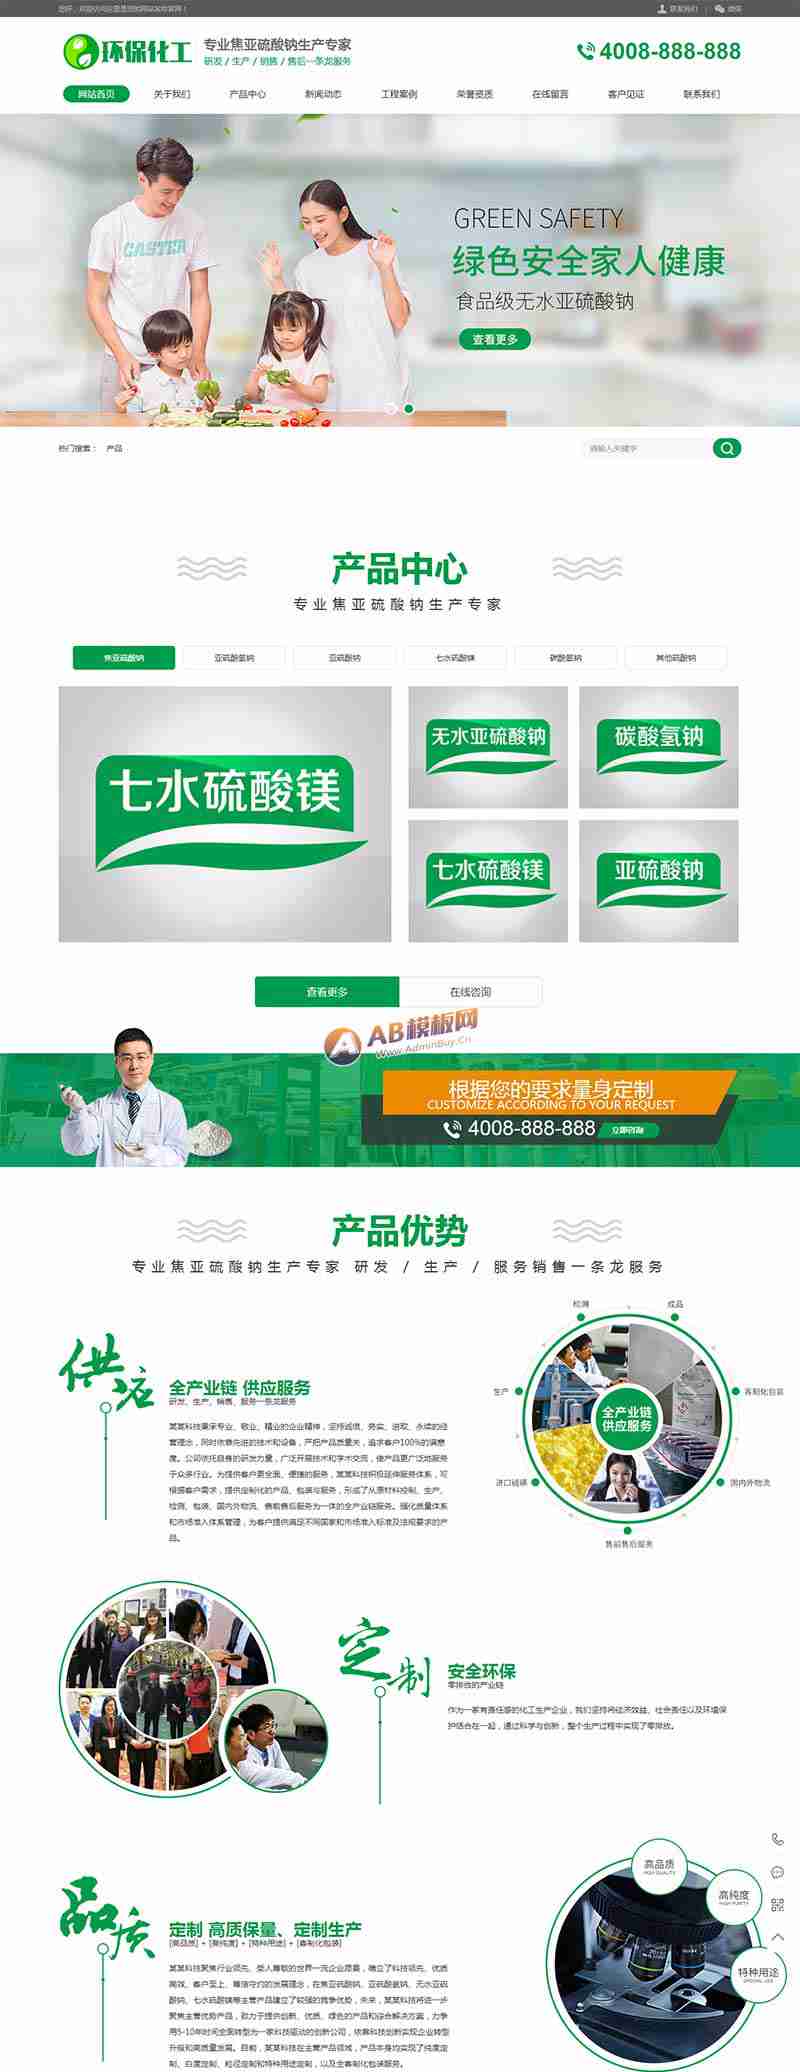 联系我们 | 微信
环保化工
专业焦亚硫酸钠生产专家
研发 / 生产 / 销售 / 售后一条龙服务
4008-888-888
网站首页 关于我们 产品中心 新闻动态 工程案例 荣誉资质 在线留言 客户见证 联系我们
CASTER
GREEN SAFETY
绿色安全家人健康
食品级无水亚硫酸钠
查看更多
热门搜索： 产品
请输入关键字
产品中心
专业焦亚硫酸钠生产专家
焦亚硫酸钠 亚硫酸氢钠 亚硫酸钠 七水硫酸镁 碳酸氢钠 其他硫酸钠
七水硫酸镁
无水亚硫酸钠
碳酸氢钠
七水硫酸镁
亚硫酸钠
查看更多 在线咨询
AB模板网
www.AdminBuy.Cn
根据您的要求量身定制
CUSTOMIZE ACCORDING TO YOUR REQUEST
4008-888-888 立即咨询
产品优势
专业焦亚硫酸钠生产专家 研发 / 生产 / 服务销售一条龙服务
供应
全产业链 供应服务
研发、生产、销售、服务一条龙服务
某某科技秉承专业、敬业、精业的企业精神，坚持诚信、务实、进取、永续的经
营理念，同时依靠先进的技术和设备，严把产品质量关，追求客户100%的满意
度。公司依托自身的研发力量，广泛开展技术和学术交流，使产品更广泛地服务
于众多行业。为提供客户更全面、便捷的服务，某某科技积极延伸服务体系，可
根据客户需求，提供定制化的产品、包装与服务，形成了从原材料控制、生产、
检测、包装、国内外物流、售前售后服务为一体的全产业链服务。强化质量体系
和市场准入体系管理，为客户提供满足不同国家和市场准入标准及法规要求的产
品。
检测
成品
生产
客制化包装
全产业链
供应服务
进口硫磺
国内外物流
售前售后服务
定制
安全环保
零排放的产业链
作为一家有责任感的化工生产企业，我们坚持将经济效益、社会责任以及环境保
护结合在一起，通过科学与创新，整个生产过程中实现了零排放。
品质
定制 高质保量、定制生产
[高品质] + [高纯度] + [特种用途] + [客制化包装]
某某科技聚焦行业领先、受人尊敬的世界一流企业愿景，确立了科技领先、优质
高效、客户至上、尊信守约的发展理念，在焦亚硫酸钠、亚硫酸氢钠、无水亚硫
酸钠、七水硫酸镁等主营产品建立了较强的竞争优势，未来，某某科技将进一步
聚焦主营优势产品，致力于提供创新、优质、绿色的产品和综合解决方案，力争
用5-10年时间全面转型为一家科技驱动的创新公司，依靠科技创新实现企业转型
升级和高质量发展。目前，某某科技在主营产品领域，产品本身均实现了纯度定
制、白度定制、粒径定制和特种用途定制，以及全客制化包装服务。
高品质
HIGH QUALITY
高纯度
HIGH PURITY
特种用途
SPECIAL USE